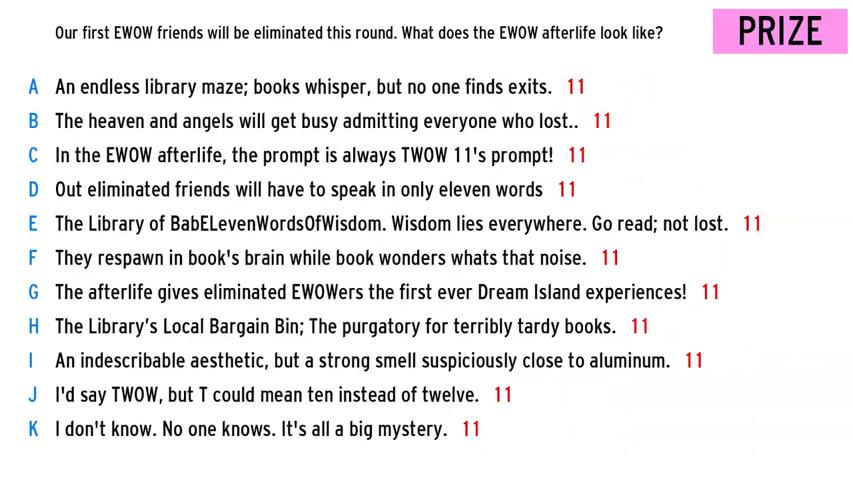 Our first EWOW friends will be eliminated this round. What does the EWOW afterlife look like?
PRIZE
A An endless library maze; books whisper, but no one finds exits. 11
B The heaven and angels will get busy admitting everyone who lost.. 11
C In the EWOW afterlife, the prompt is always TWOW 11's prompt! 11
D Out eliminated friends will have to speak in only eleven words 11
E The Library of BabELevenWordsOfWisdom. Wisdom lies everywhere. Go read; not lost. 11
F They respawn in book's brain while book wonders whats that noise. 11
G The afterlife gives eliminated EWOWers the first ever Dream Island experiences! 11
H The Library's Local Bargain Bin; The purgatory for terribly tardy books. 11
I An indescribable aesthetic, but a strong smell suspiciously close to aluminum. 11
J I'd say TWOW, but T could mean ten instead of twelve. 11
K I don't know. No one knows. It's all a big mystery. 11